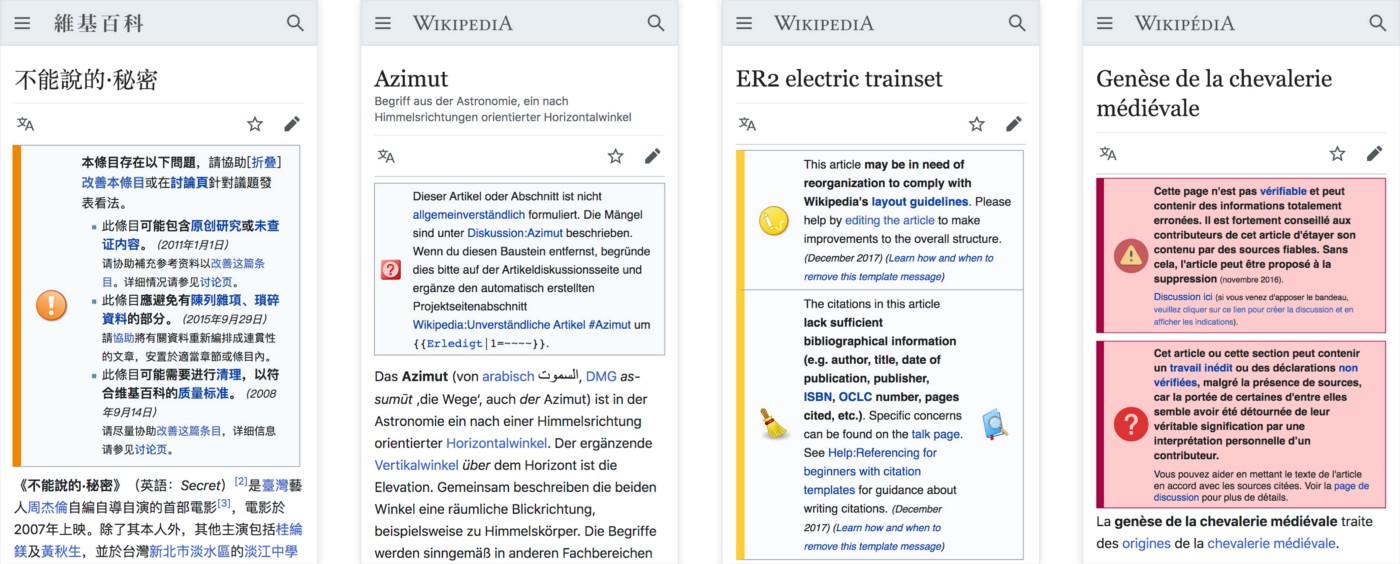 維基百科
不能說的·秘密
本條目存在以下問題，請協助[折疊]
改善本條目或在討論頁針對議題發
表看法。
此條目可能包含原创研究或未查
证内容。 (2011年1月1日)
请协助補充參考资料以改善这篇条
目。详细情况请参见讨论页。
此條目應避免有陳列雜項、瑣碎
資料的部分。 (2015年9月29日)
請協助將有關資料重新編排成連貫性
的文章，安置於適當章節或條目內。
此條目可能需要进行清理，以符
合维基百科的质量标准。 (2008
年9月14日)
请尽量协助改善这篇条目，详细信息
请参见讨论页。
《不能說的·秘密》（英語：Secret）[2]是臺灣藝
人周杰倫自編自導自演的首部電影[3]，電影於
2007年上映。除了其本人外，其他主演包括桂綸
鎂及黃秋生，並於台灣新北市淡水區的淡江中學
WIKIPEDIA
Azimut
Begriff aus der Astronomie, ein nach
Himmelsrichtungen orientierter Horizontalwinkel
Dieser Artikel oder Abschnitt ist nicht
allgemeinverständlich formuliert. Die Mängel
sind unter Diskussion:Azimut beschrieben.
Wenn du diesen Baustein entfernst, begründe
dies bitte auf der Artikeldiskussionsseite und
ergänze den automatisch erstellten
Projektseitenabschnitt
Wikipedia:Unverständliche Artikel #Azimut um
{{Erledigt|1=~~~~}}.
Das Azimut (von arabisch السموت, DMG as-
sumūt ‚die Wege‘, auch der Azimut) ist in der
Astronomie ein nach einer Himmelsrichtung
orientierter Horizontalwinkel. Der ergänzende
Vertikalwinkel über dem Horizont ist die
Elevation. Gemeinsam beschreiben die beiden
Winkel eine räumliche Blickrichtung,
beispielsweise zu Himmelskörper. Die Begriffe
werden sinngemäß in anderen Fachbereichen
WIKIPEDIA
ER2 electric trainset
This article may be in need of
reorganization to comply with
Wikipedia's layout guidelines. Please
help by editing the article to make
improvements to the overall structure.
(December 2017) (Learn how and when to
remove this template message)
The citations in this article
lack sufficient
bibliographical information
(e.g. author, title, date of
publication, publisher,
ISBN, OCLC number, pages
cited, etc.). Specific concerns
can be found on the talk page.
See Help:Referencing for
beginners with citation
templates for guidance about
writing citations. (December
2017) (Learn how and when to
remove this template message)
WIKIPÉDIA
Genèse de la chevalerie
médiévale
Cette page n'est pas vérifiable et peut
contenir des informations totalement
erronées. Il est fortement conseillé aux
contributeurs de cet article d'étayer son
contenu par des sources fiables. Sans
cela, l'article peut être proposé à la
suppression (novembre 2016).
Discussion ici (si vous venez d'apposer le bandeau,
veuillez cliquer sur ce lien pour créer la discussion et en
afficher les indications).
Cet article ou cette section peut contenir
un travail inédit ou des déclarations non
vérifiées, malgré la présence de sources,
car la portée de certaines d'entre elles
semble avoir été détournée de leur
véritable signification par une
interprétation personnelle d'un
contributeur.
Vous pouvez aider en mettant le texte de l'article
en accord avec les sources citées. Voir la page de
discussion pour plus de détails.
La genèse de la chevalerie médiévale traite
des origines de la chevalerie médiévale.